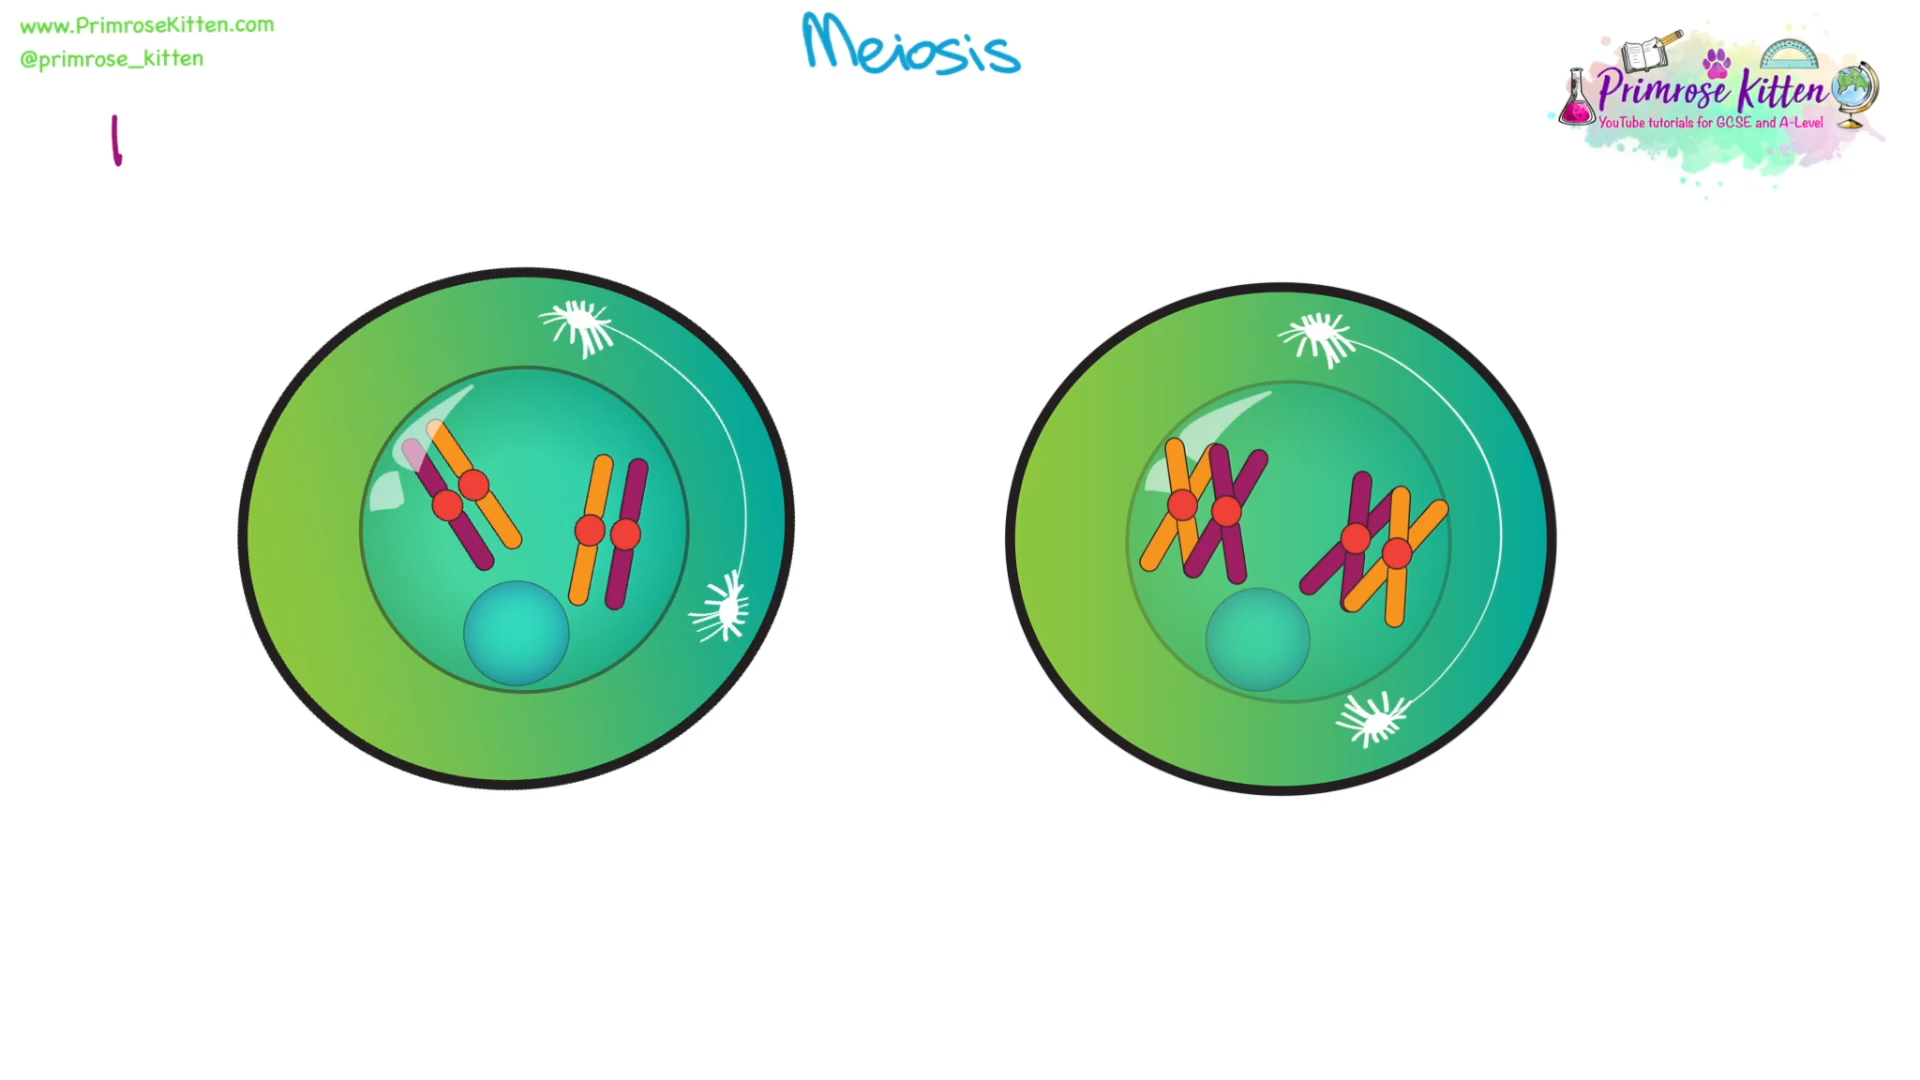 www.PrimroseKitten.com
@primrose_kitten
Meiosis
Primrose Kitten
YouTube tutorials for GCSE and A-Level